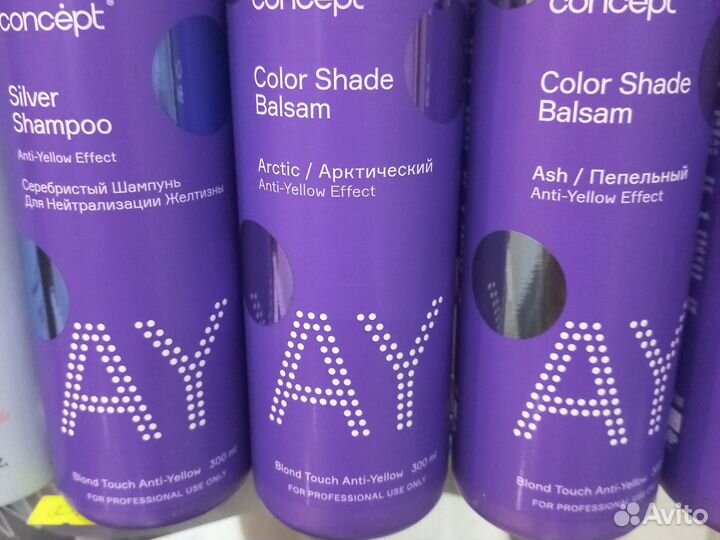 concept®
Silver
Shampoo
Anti-Yellow Effect
Серебристый Шампунь
Для Нейтрализации Желтизны
AY
Blond Touch Anti-Yellow 300 ml
FOR PROFESSIONAL USE ONLY
concept
Color Shade
Balsam
Arctic / Арктический
Anti-Yellow Effect
AY
Blond Touch Anti-Yellow 300 ml
FOR PROFESSIONAL USE ONLY
concept
Color Shade
Balsam
Ash / Пепельный
Anti-Yellow Effect
AY
Blond Touch Anti-Yellow
FOR PROFESSIONAL USE ONLY
Avito